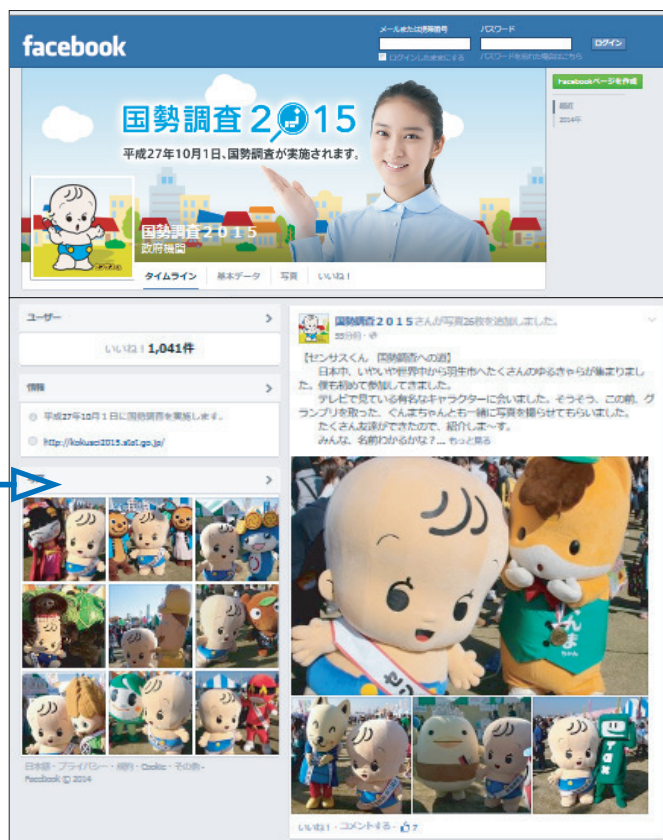 facebook
メールまたは携帯番号
パスワード
ログイン
ログインしたままにする
パスワードを忘れた場合はこちら
Facebookページを作成
最近
2014年
国勢調査2015
平成27年10月1日、国勢調査が実施されます。
国勢調査2015
政府機関
タイムライン
基本データ
写真
いいね!
ユーザー
いいね!1,041件
情報
平成27年10月1日に国勢調査を実施します。
http://kokusei2015.stat.go.jp/
日本語・プライバシー・規約・Cookie・その他・
Facebook © 2014
国勢調査2015さんが写真26枚を追加しました。
55分前・
【センサスくん 国勢調査への道】
日本中、いやいや世界中から羽生市へたくさんのゆるきゃらが集まりまし
た。僕も初めて参加してきました。
テレビで見ている有名なキャラクターに会いました。そうそう、この前、グ
ランプリを取った、ぐんまちゃんとも一緒に写真を撮らせてもらいました。
たくさん友達ができたので、紹介しま〜す。
みんな、名前わかるかな?... もっと見る
ぐんま
ちゃん
いいね!・コメントする・7